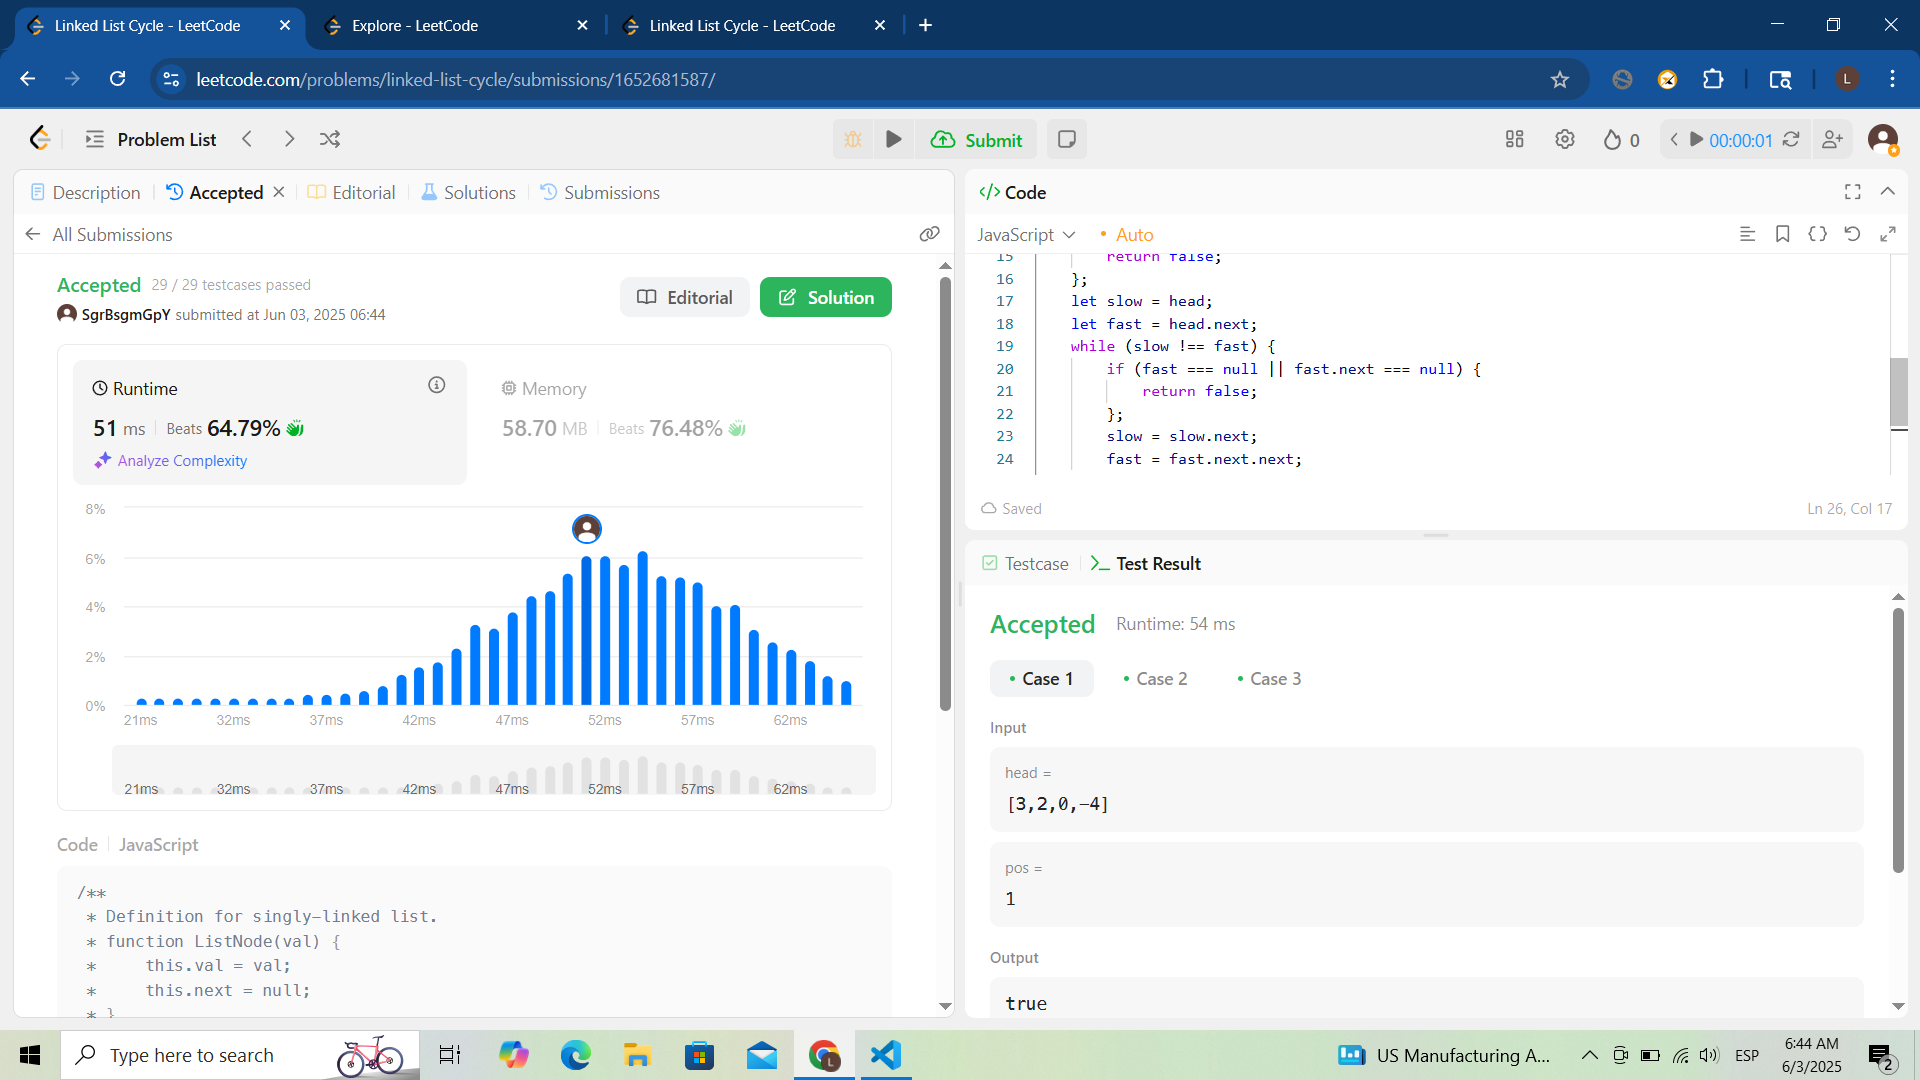 Linked List Cycle - LeetCode
Explore - LeetCode
Linked List Cycle - LeetCode
leetcode.com/problems/linked-list-cycle/submissions/1652681587/
L
Problem List
Submit
0
00:00:01
Description
Accepted
Editorial
Solutions
Submissions
All Submissions
Accepted
29 / 29 testcases passed
SgrBsgmGpY submitted at Jun 03, 2025 06:44
Editorial
Solution
Runtime
51 ms
Beats 64.79%
Analyze Complexity
Memory
58.70 MB
Beats 76.48%
8%
6%
4%
2%
0%
21ms 32ms 37ms 42ms 47ms 52ms 57ms 62ms
21ms 32ms 37ms 42ms 47ms 52ms 57ms 62ms
Code
JavaScript
/**
* Definition for singly-linked list.
* function ListNode(val) {
*     this.val = val;
*     this.next = null;
* }
</> Code
JavaScript
Auto
15 return false;
16 };
17 let slow = head;
18 let fast = head.next;
19 while (slow !== fast) {
20 if (fast === null || fast.next === null) {
21 return false;
22 };
23 slow = slow.next;
24 fast = fast.next.next;
Saved
Ln 26, Col 17
Testcase
Test Result
Accepted
Runtime: 54 ms
Case 1
Case 2
Case 3
Input
head =
[3,2,0,-4]
pos =
1
Output
true
Type here to search
L
US Manufacturing A...
ESP
6:44 AM
6/3/2025
2